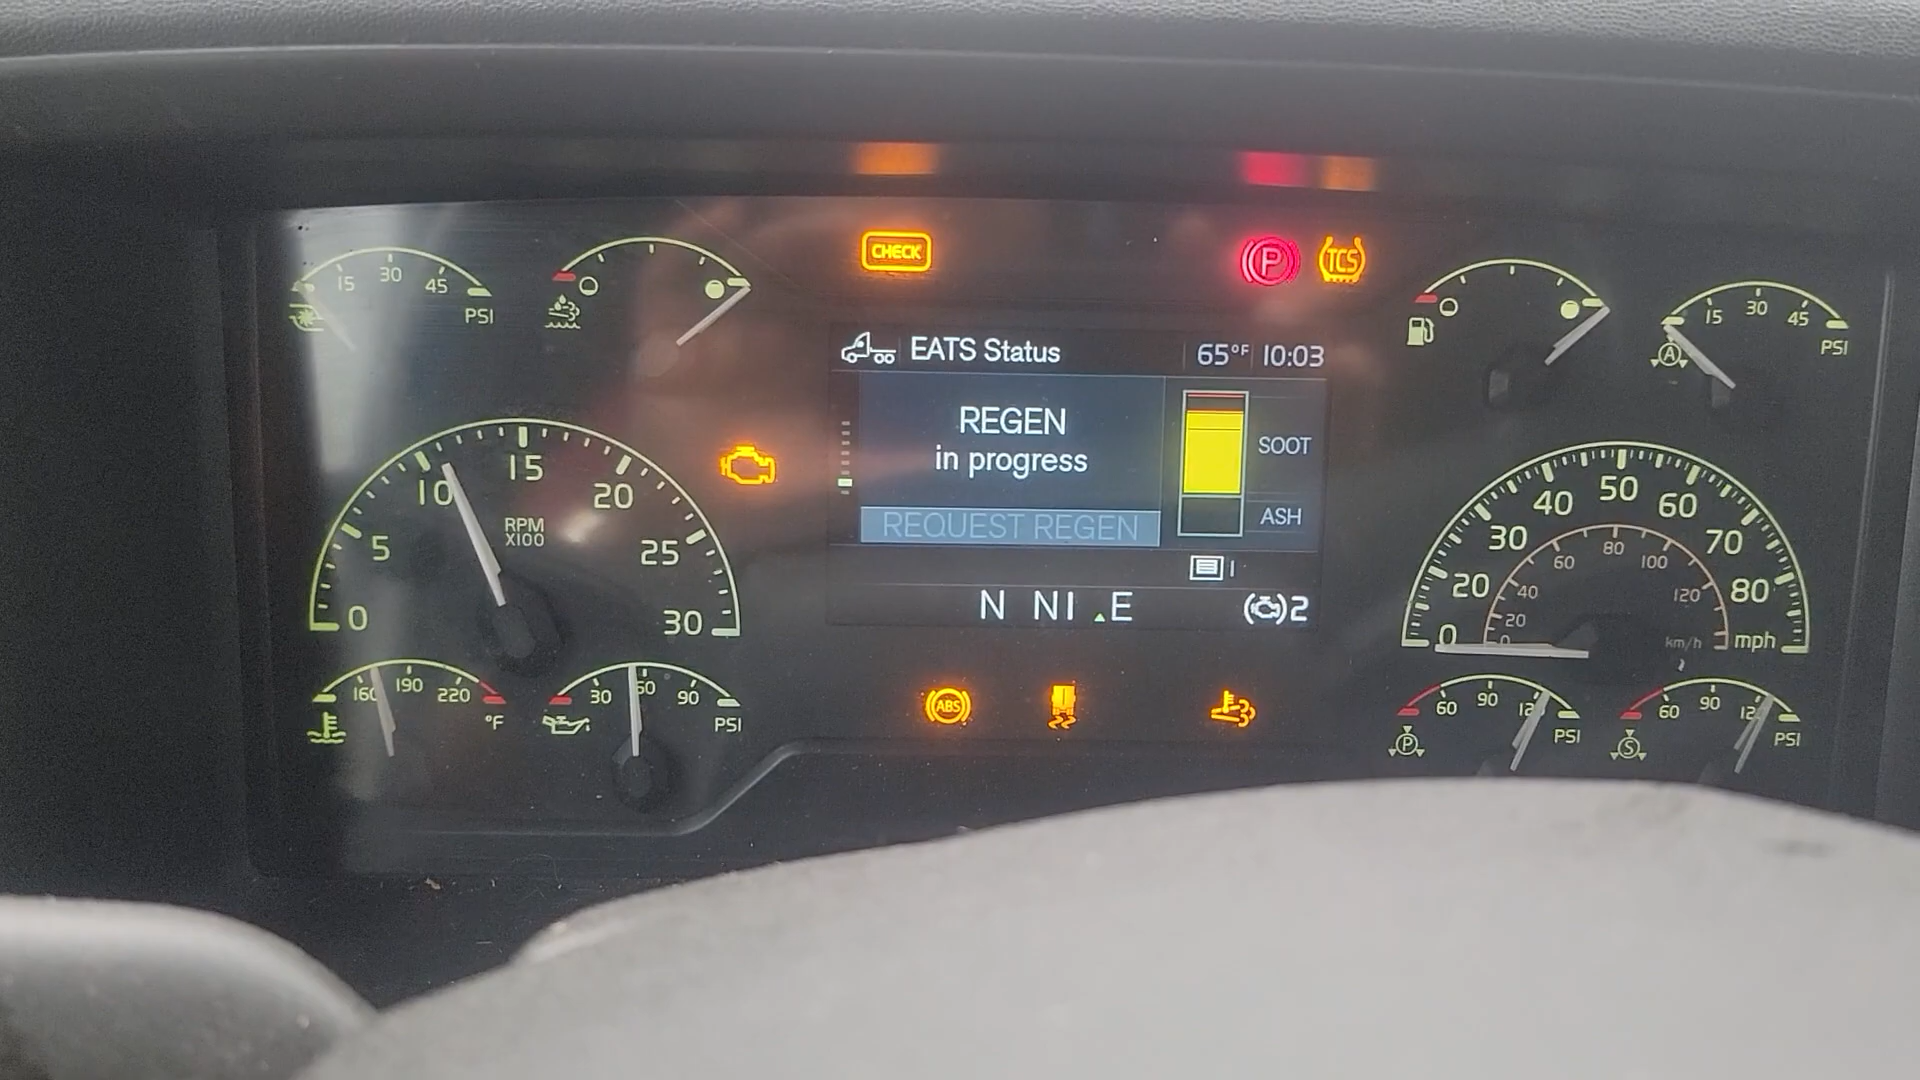 15 30 45
PSI
CHECK
P TCS
15 30 45
PSI
A
EATS Status 65°F 10:03
REGEN
in progress
REQUEST REGEN
SOOT
ASH
N N1 E
2
0 5 10 15 20 25 30
RPM
X100
0 20 30 40 50 60 70 80
mph
0 20 40 60 80 100 120
km/h
160 190 220
°F
30 60 90
PSI
ABS
60 90
PSI
P
60 90
PSI
S